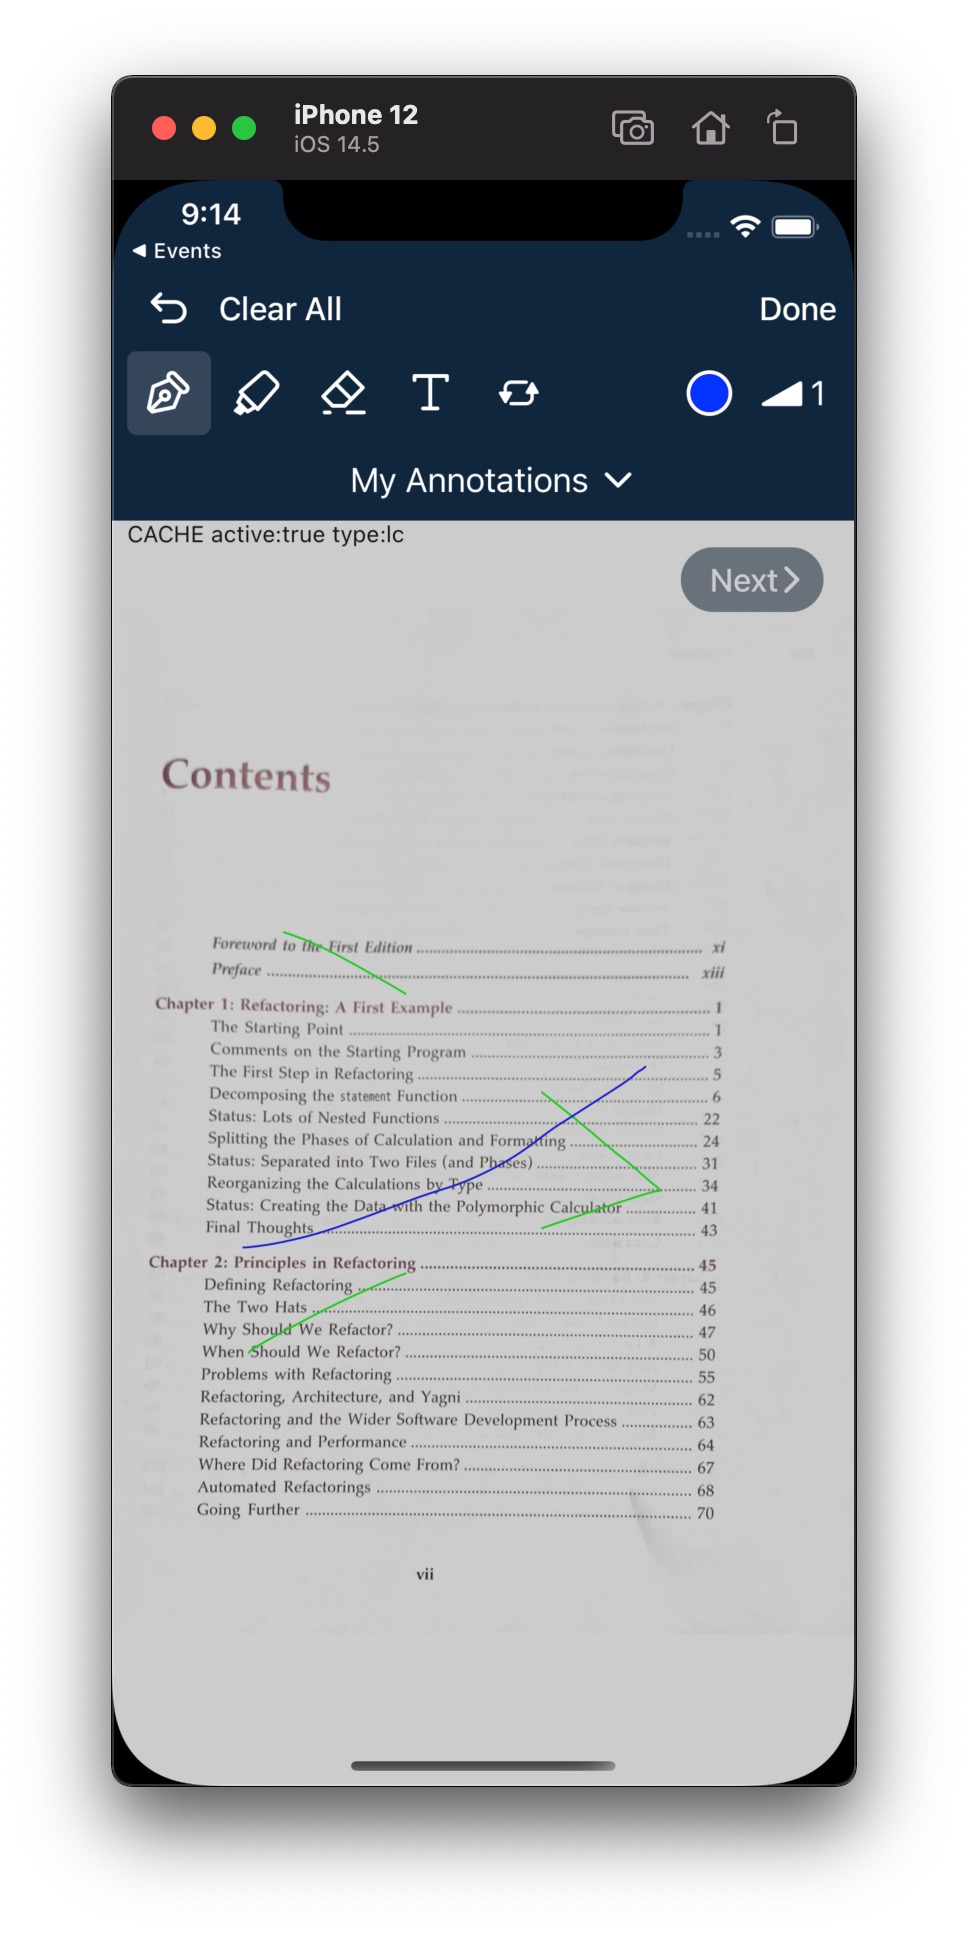 iPhone 12
iOS 14.5
9:14
Events
Clear All
Done
T
1
My Annotations
CACHE active:true type:lc
Next
Contents
Foreword to the First Edition ........ xi
Preface ........ xiii
Chapter 1: Refactoring: A First Example ........ 1
The Starting Point ........ 1
Comments on the Starting Program ........ 3
The First Step in Refactoring ........ 5
Decomposing the statement Function ........ 6
Status: Lots of Nested Functions ........ 22
Splitting the Phases of Calculation and Formatting ........ 24
Status: Separated into Two Files (and Phases) ........ 31
Reorganizing the Calculations by Type ........ 34
Status: Creating the Data with the Polymorphic Calculator ........ 41
Final Thoughts ........ 43
Chapter 2: Principles in Refactoring ........ 45
Defining Refactoring ........ 45
The Two Hats ........ 46
Why Should We Refactor? ........ 47
When Should We Refactor? ........ 50
Problems with Refactoring ........ 55
Refactoring, Architecture, and Yagni ........ 62
Refactoring and the Wider Software Development Process ........ 63
Refactoring and Performance ........ 64
Where Did Refactoring Come From? ........ 67
Automated Refactorings ........ 68
Going Further ........ 70
vii